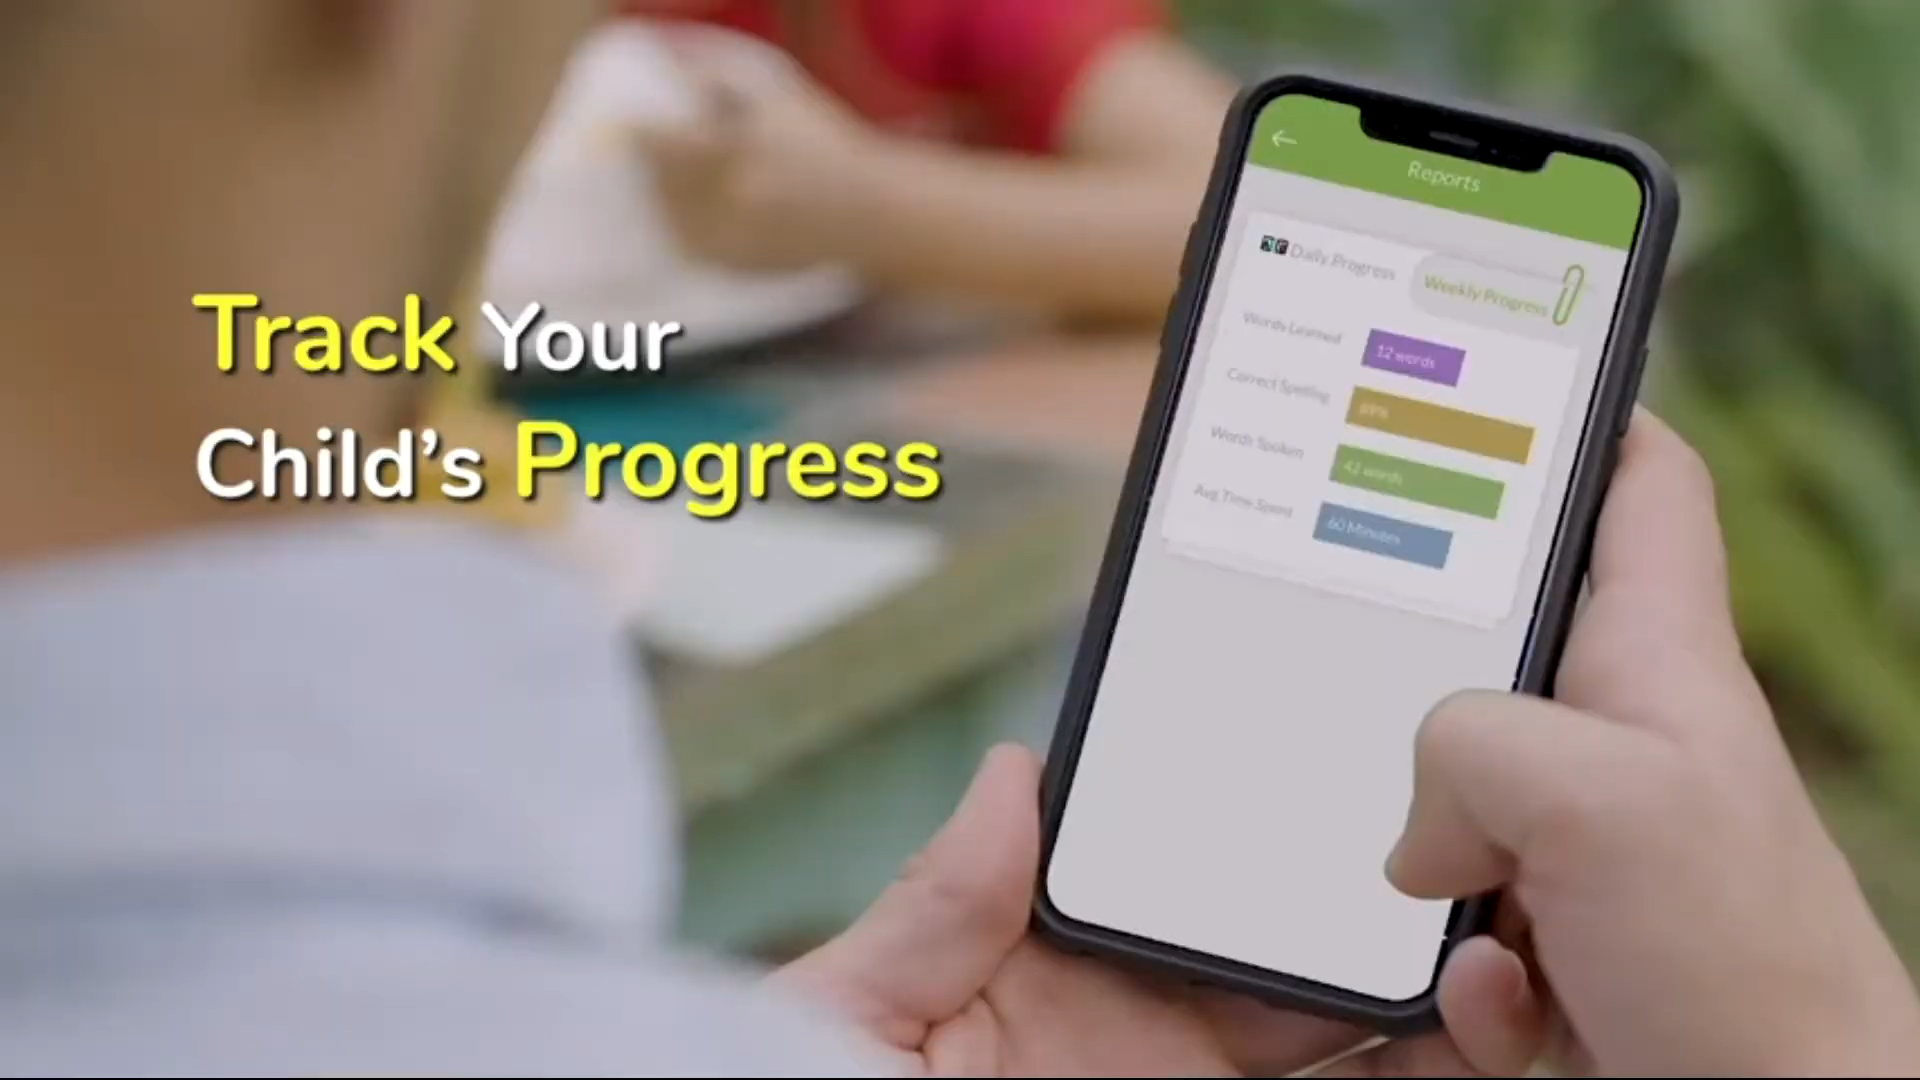 Track Your
Child’s Progress
Reports
Daily Progress
Weekly Progress
Words Learned
12 words
Correct Spelling
Words Spoken
42 words
Avg.Time Spent
60 Minutes